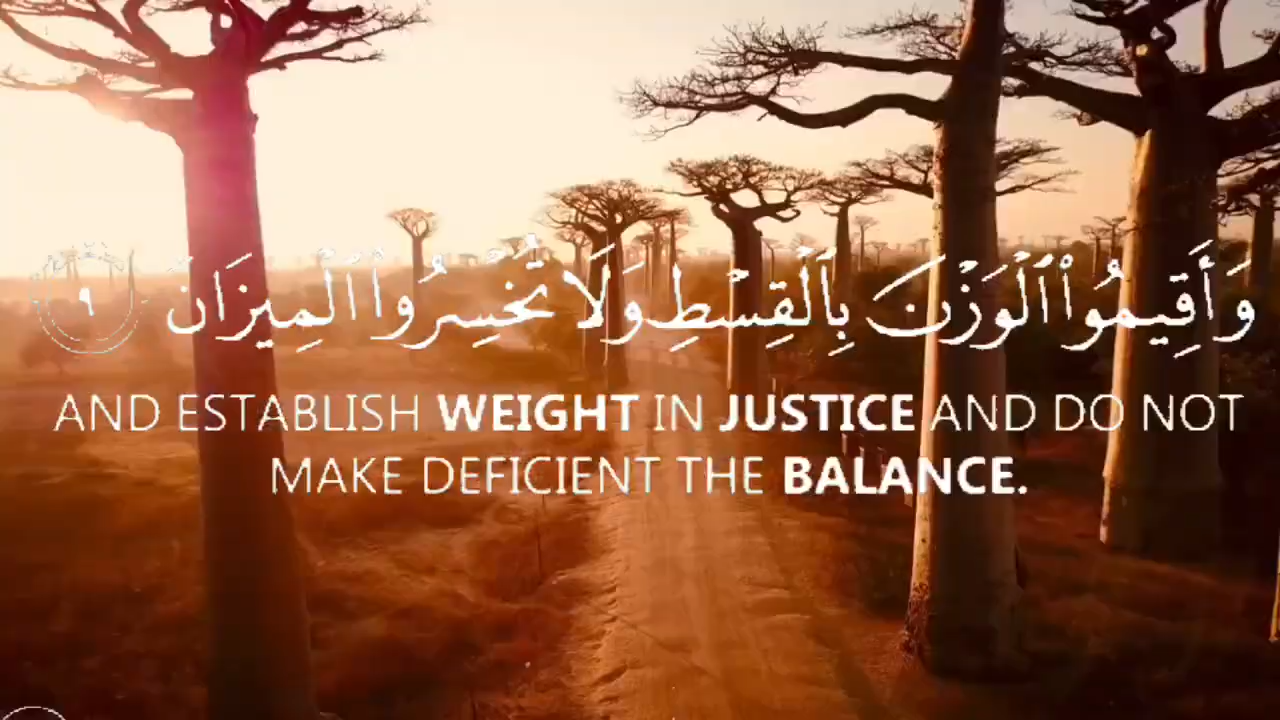 وَأَقِيمُوا۟ ٱلْوَزْنَ بِٱلْقِسْطِ وَلَا تُخْسِرُوا۟ ٱلْمِيزَانَ ٩
AND ESTABLISH WEIGHT IN JUSTICE AND DO NOT
MAKE DEFICIENT THE BALANCE.